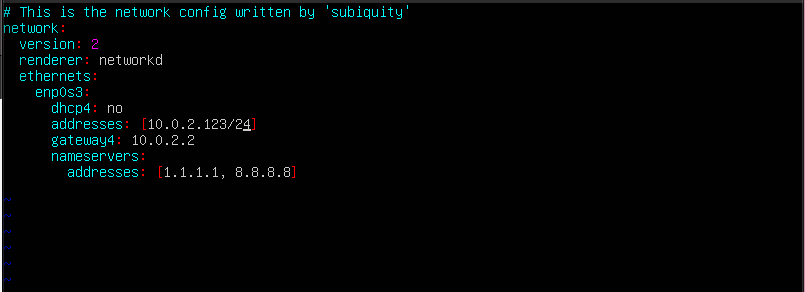 # This is the network config written by 'subiquity'
network:
  version: 2
  renderer: networkd
  ethernets:
    enp0s3:
      dhcp4: no
      addresses: [10.0.2.123/24]
      gateway4: 10.0.2.2
      nameservers:
        addresses: [1.1.1.1, 8.8.8.8]
~
~
~
~
~
~